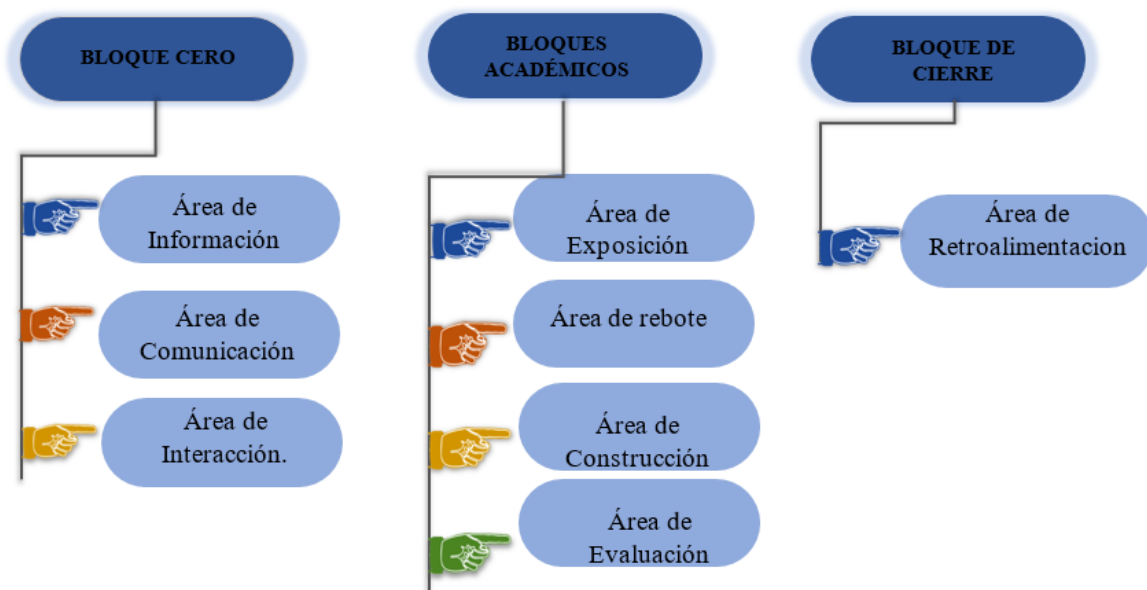 BLOQUE CERO
Área de
Información
Área de
Comunicación
Área de
Interacción.
BLOQUES
ACADÉMICOS
Área de
Exposición
Área de rebote
Área de
Construcción
Área de
Evaluación
BLOQUE DE
CIERRE
Área de
Retroalimentacion